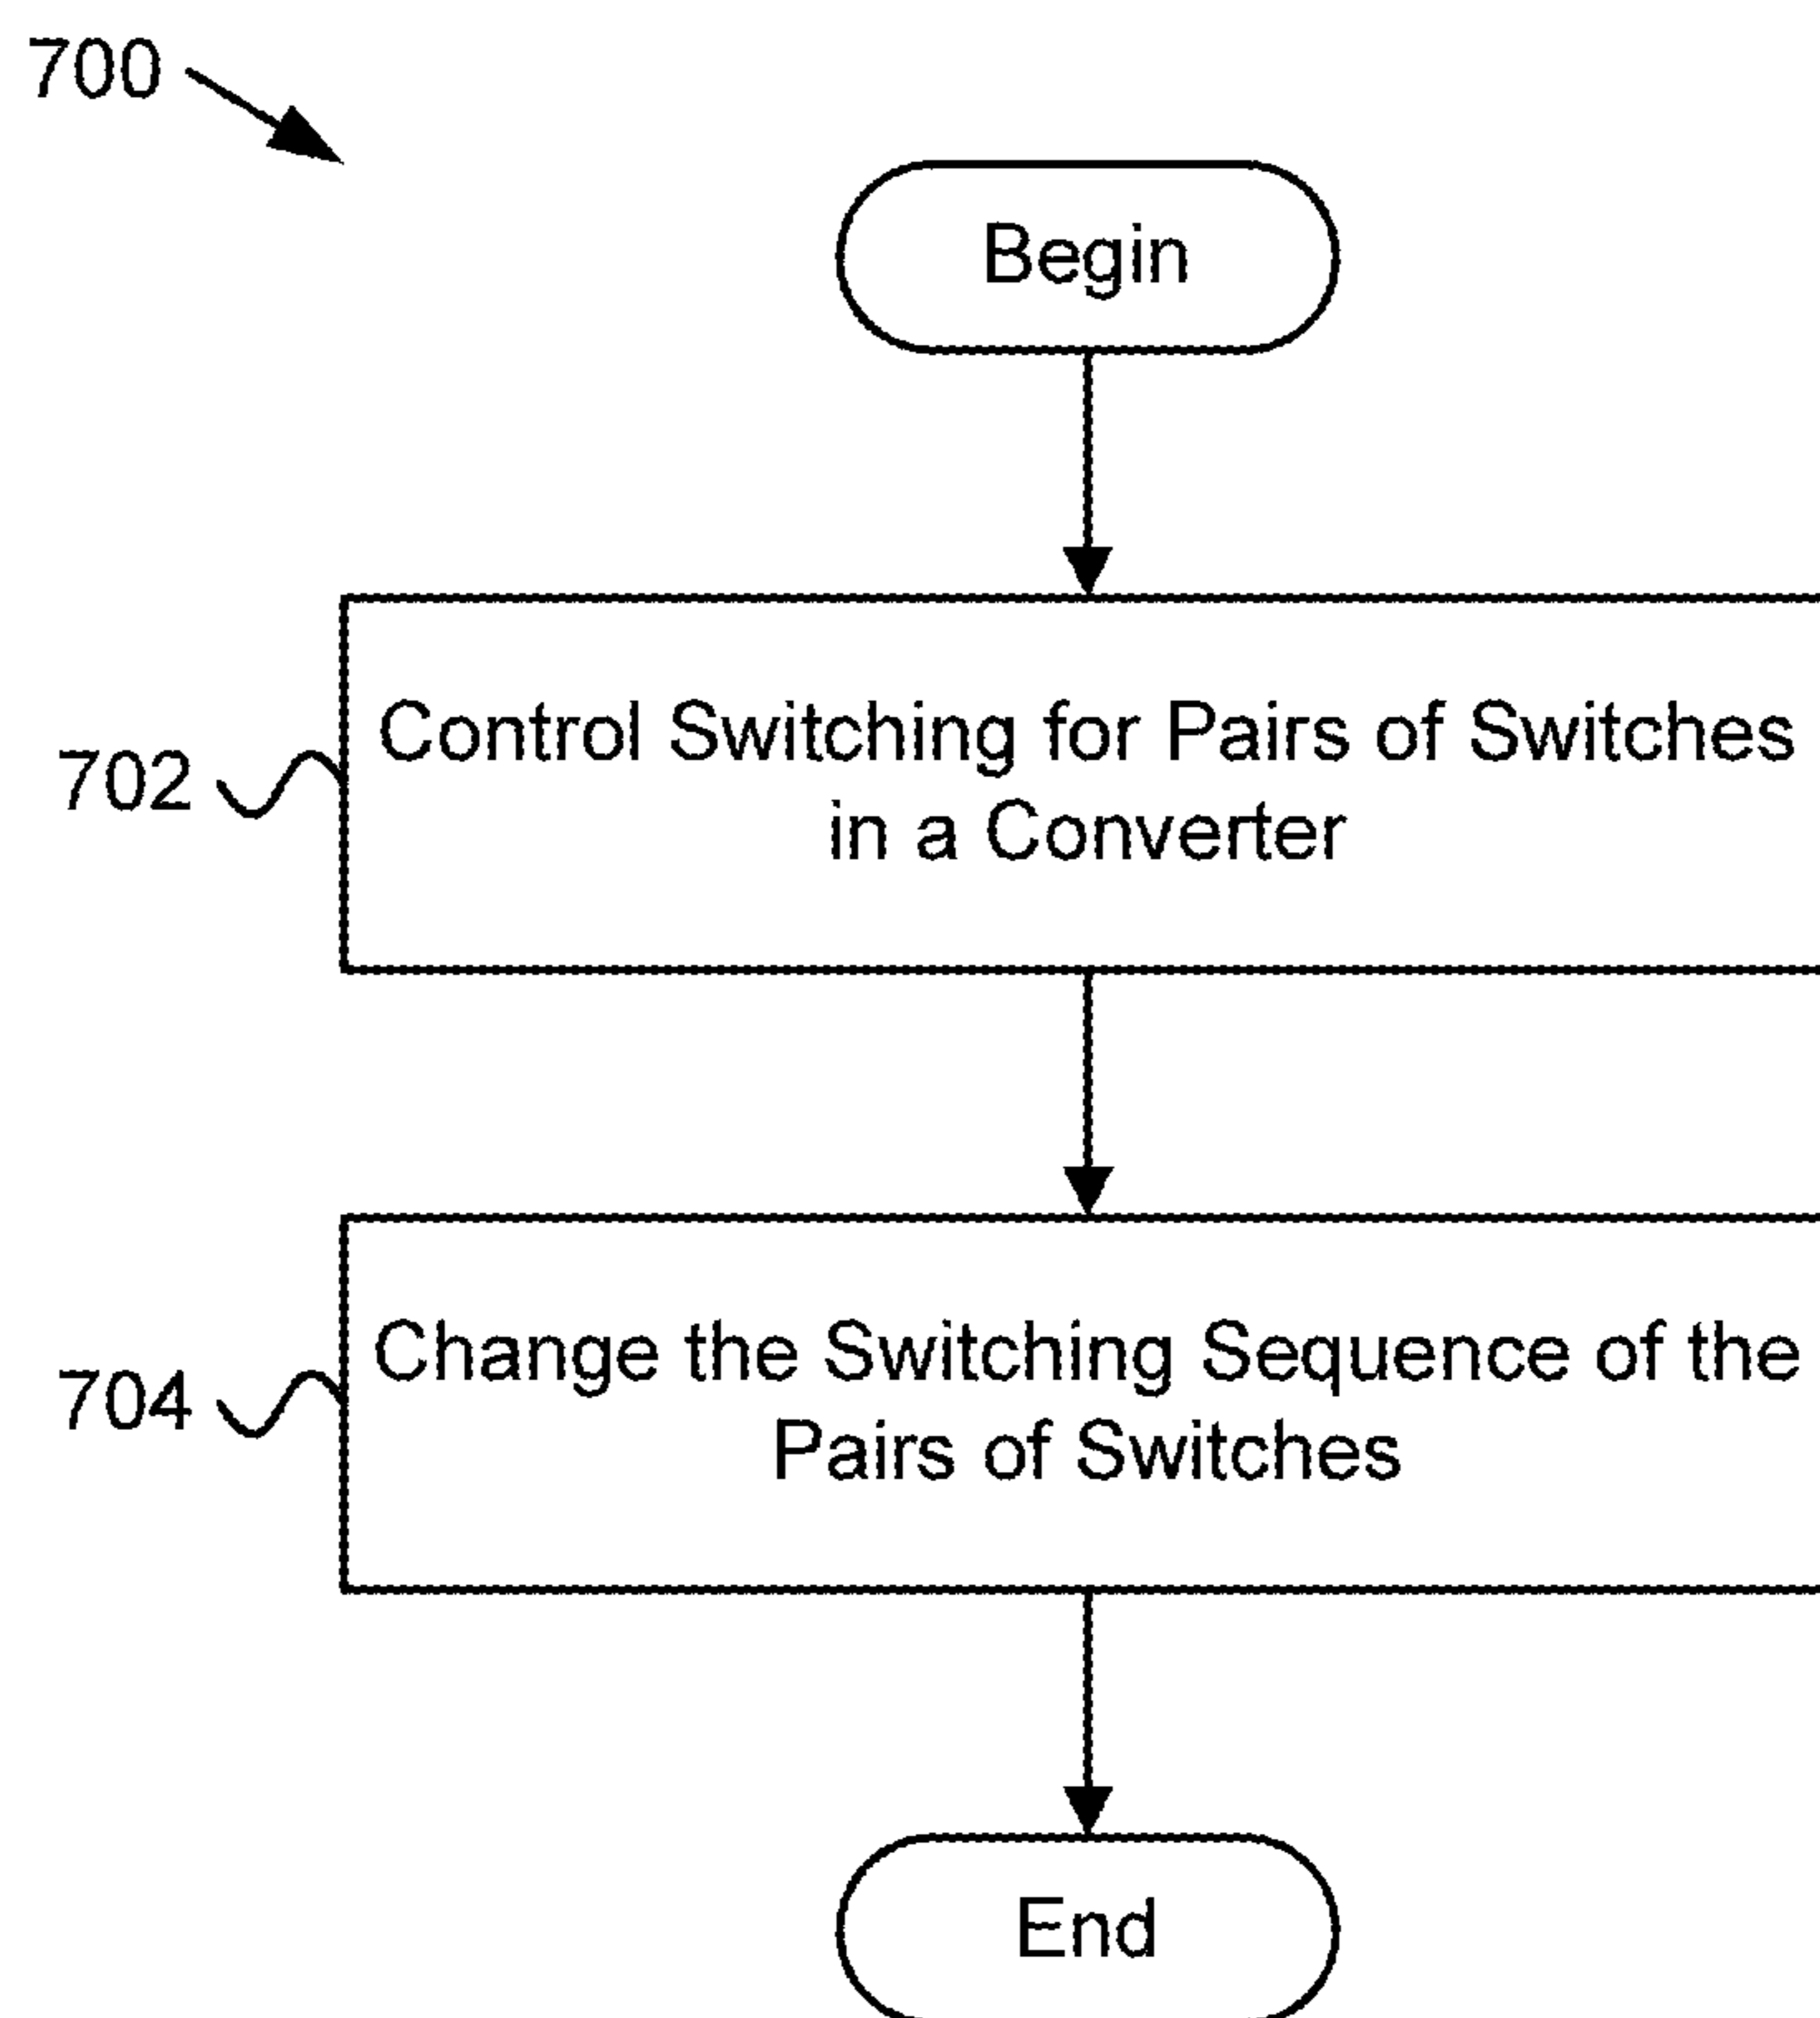 700
Begin
702
Control Switching for Pairs of Switches
in a Converter
704
Change the Switching Sequence of the
Pairs of Switches
End